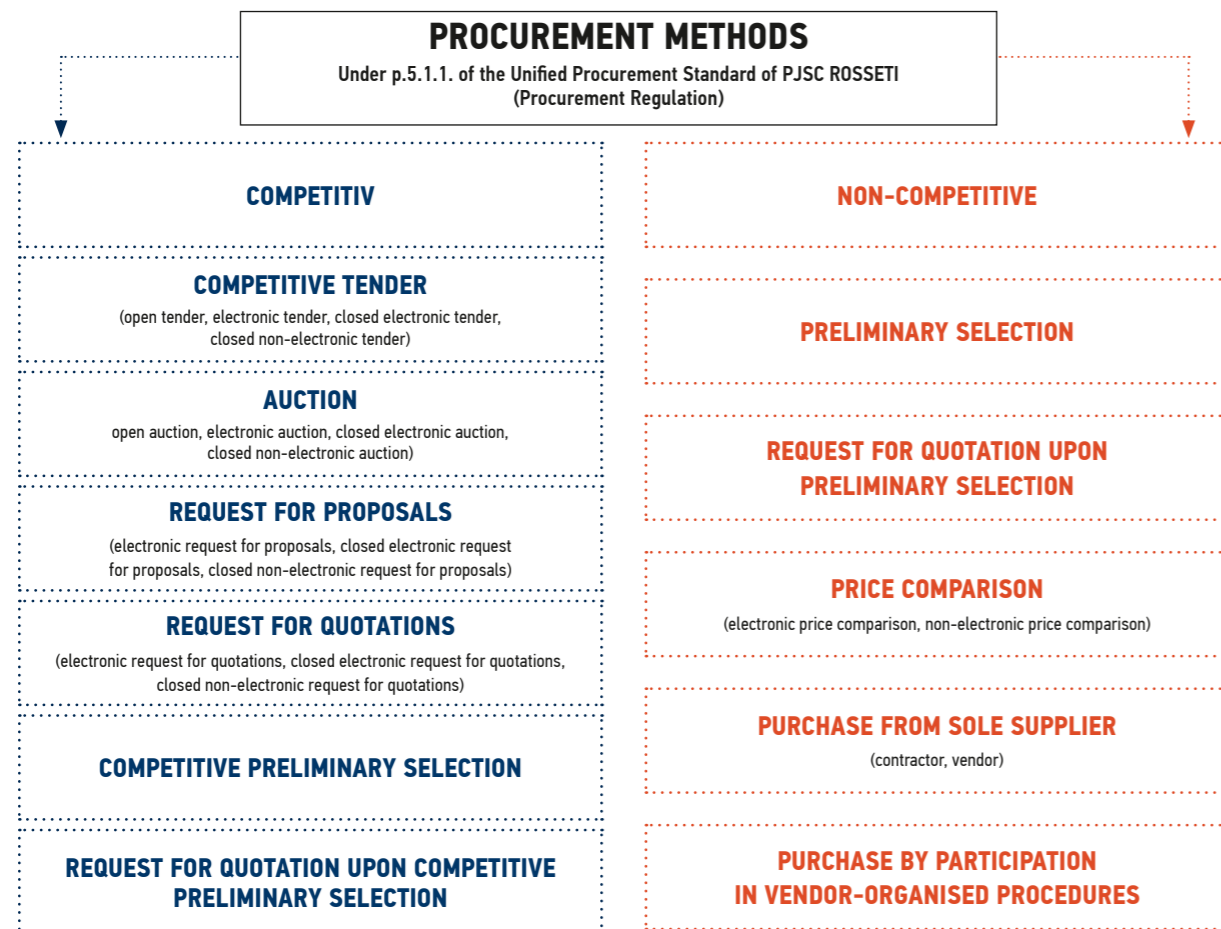 PROCUREMENT METHODS
Under p.5.1.1. of the Unified Procurement Standard of PJSC ROSSETI
(Procurement Regulation)
COMPETITIV
COMPETITIVE TENDER
(open tender, electronic tender, closed electronic tender,
closed non-electronic tender)
AUCTION
open auction, electronic auction, closed electronic auction,
closed non-electronic auction)
REQUEST FOR PROPOSALS
(electronic request for proposals, closed electronic request
for proposals, closed non-electronic request for proposals)
REQUEST FOR QUOTATIONS
(electronic request for quotations, closed electronic request for quotations,
closed non-electronic request for quotations)
COMPETITIVE PRELIMINARY SELECTION
REQUEST FOR QUOTATION UPON COMPETITIVE
PRELIMINARY SELECTION
NON-COMPETITIVE
PRELIMINARY SELECTION
REQUEST FOR QUOTATION UPON
PRELIMINARY SELECTION
PRICE COMPARISON
(electronic price comparison, non-electronic price comparison)
PURCHASE FROM SOLE SUPPLIER
(contractor, vendor)
PURCHASE BY PARTICIPATION
IN VENDOR-ORGANISED PROCEDURES